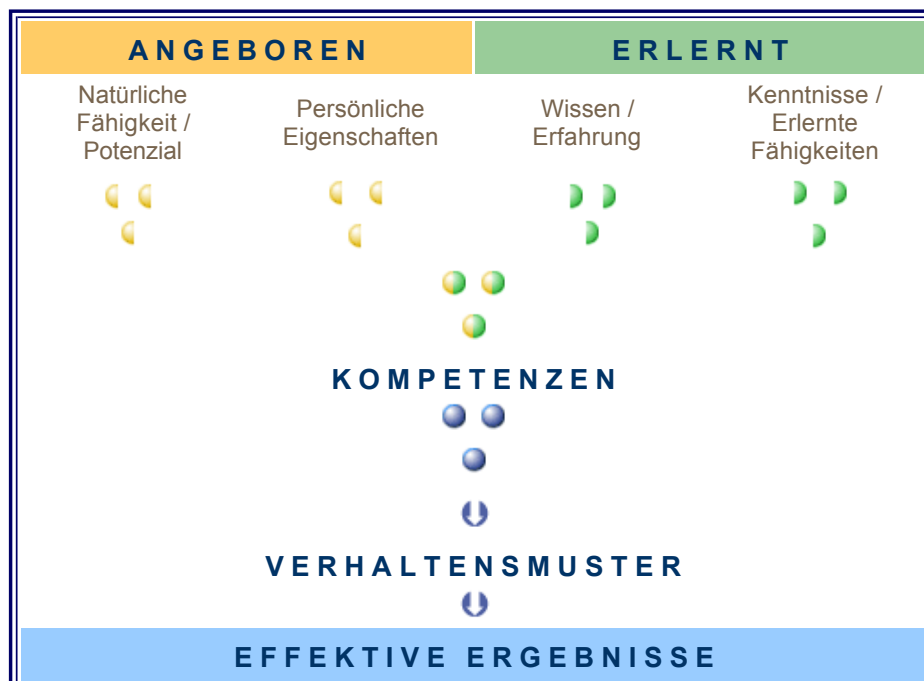 ANGEBOREN
ERLERNT
Natürliche
Fähigkeit /
Potenzial
Persönliche
Eigenschaften
Wissen /
Erfahrung
Kenntnisse /
Erlernte
Fähigkeiten
KOMPETENZEN
VERHALTENSMUSTER
EFFEKTIVE ERGEBNISSE